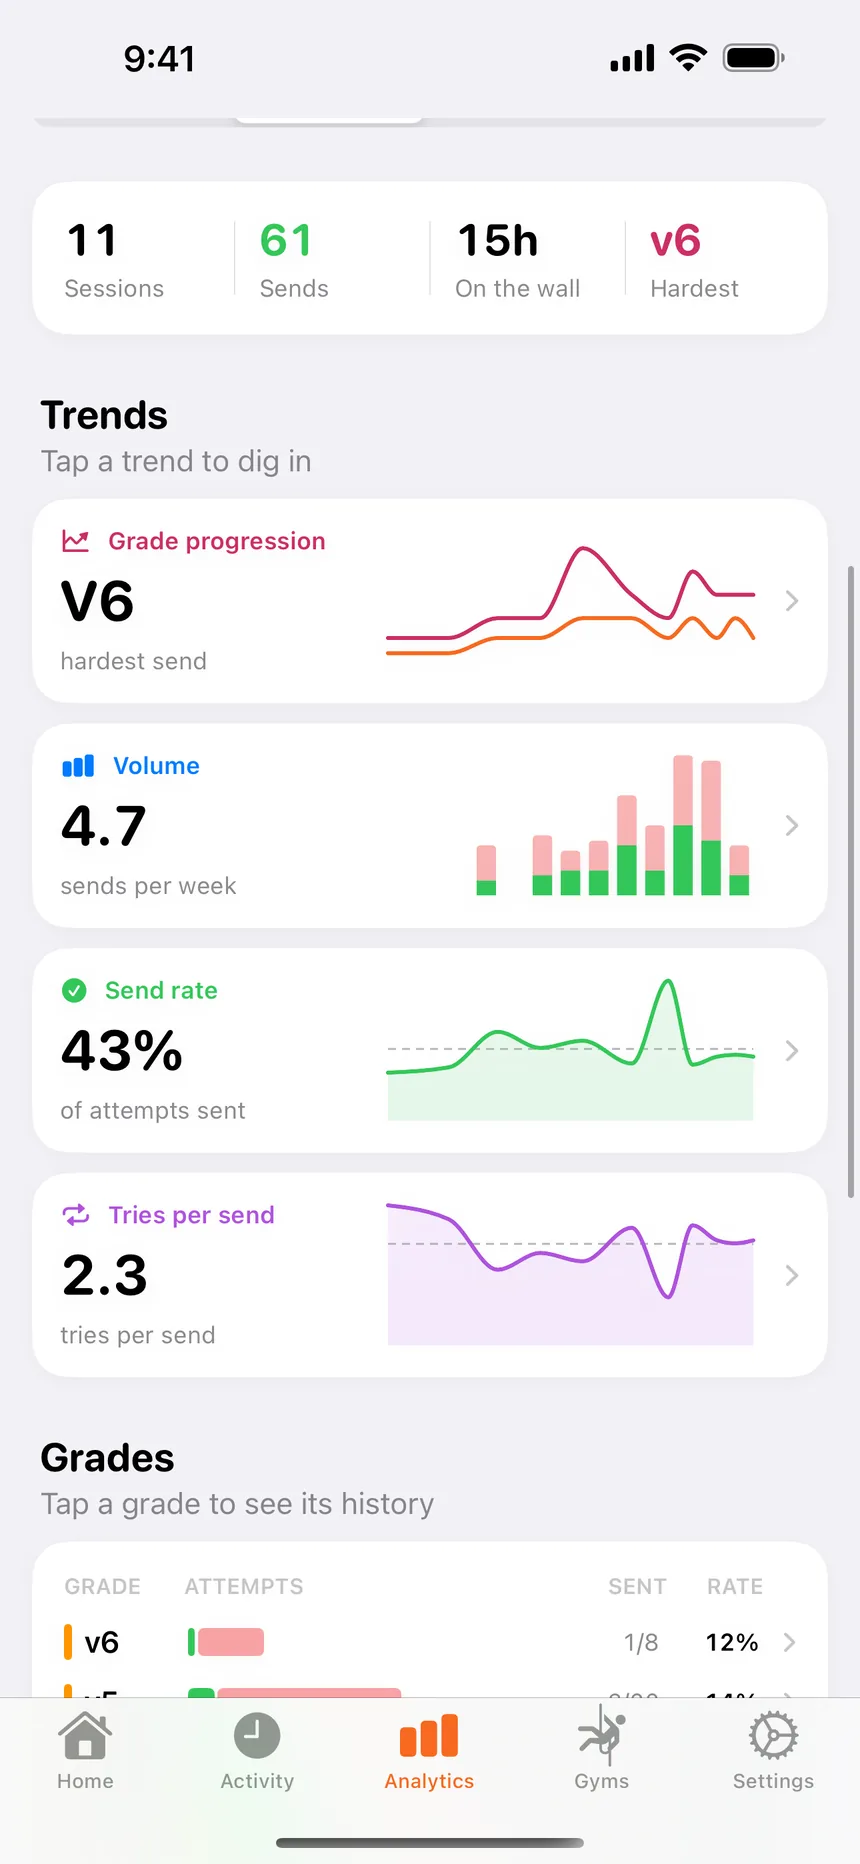 9:41
11
Sessions
61
Sends
15h
On the wall
v6
Hardest
Trends
Tap a trend to dig in
Grade progression
V6
hardest send
Volume
4.7
sends per week
Send rate
43%
of attempts sent
Tries per send
2.3
tries per send
Grades
Tap a grade to see its history
GRADE ATTEMPTS SENT RATE
v6 1/8 12%
Home
Activity
Analytics
Gyms
Settings